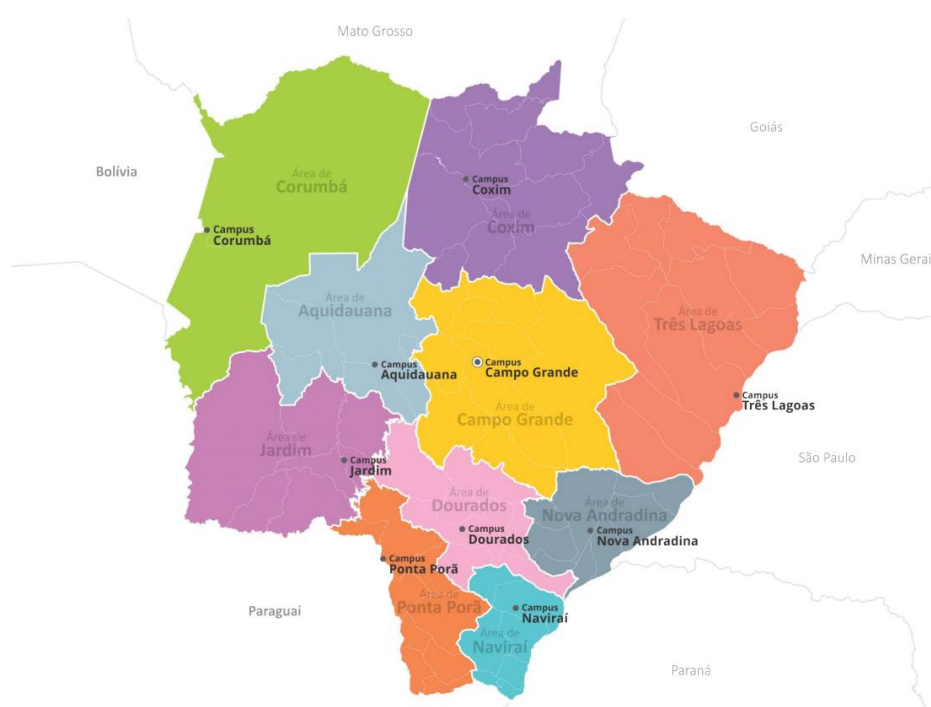 Mato Grosso
Goiás
Bolívia
Área de
Corumbá
Campus
Coxim
Área de
Coxim
Campus
Corumbá
Minas Gerai
Área de
Aquidauana
Área de
Três Lagoas
Campus
Aquidauana
Campus
Campo Grande
Campus
Três Lagoas
Área de
Campo Grande
Área de
Jardim
Campus
Jardim
São Paulo
Área de
Dourados
Área de
Nova Andradina
Campus
Dourados
Campus
Nova Andradina
Campus
Ponta Porã
Área de
Ponta Porã
Paraguai
Campus
Naviraí
Área de
Naviraí
Paraná